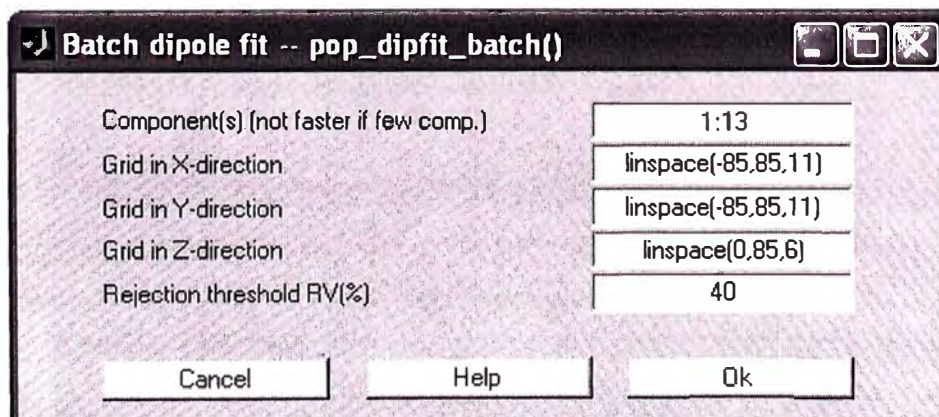 Batch dipole fit -- pop_dipfit_batch()
Component(s) (not faster if few comp.) 1:13
Grid in X-direction linspace(-85,85,11)
Grid in Y-direction linspace(-85,85,11)
Grid in Z-direction linspace(0,85,6)
Rejection threshold RV(%) 40
Cancel Help Ok